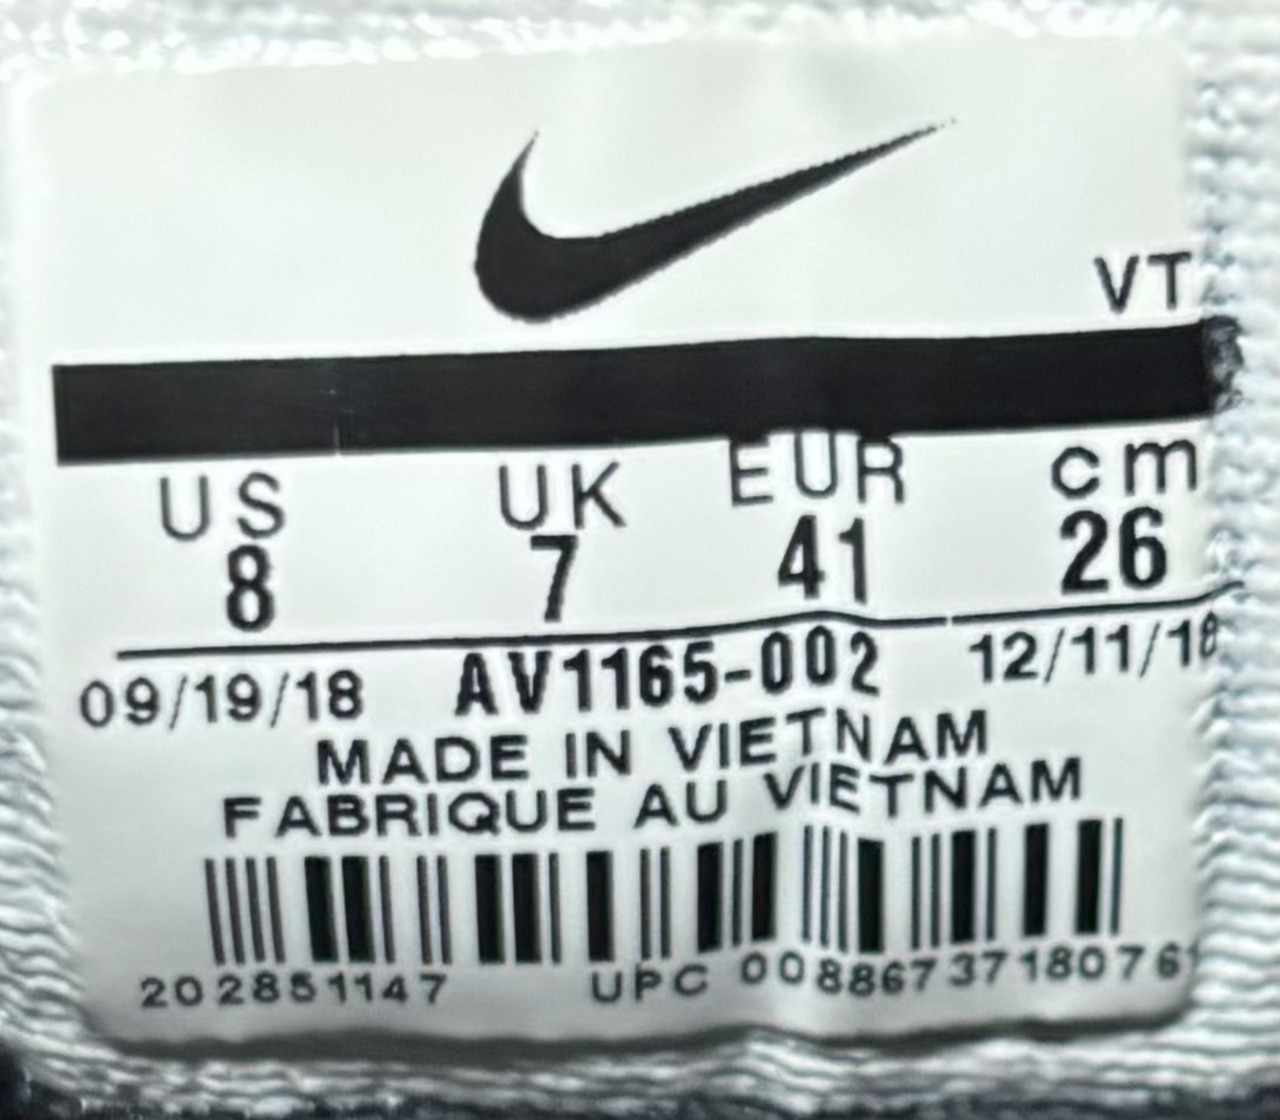 VT
US UK EUR cm
8 7 41 26
09/19/18 AV1165-002 12/11/18
MADE IN VIETNAM
FABRIQUE AU VIETNAM
202851147 UPC 00886737180761